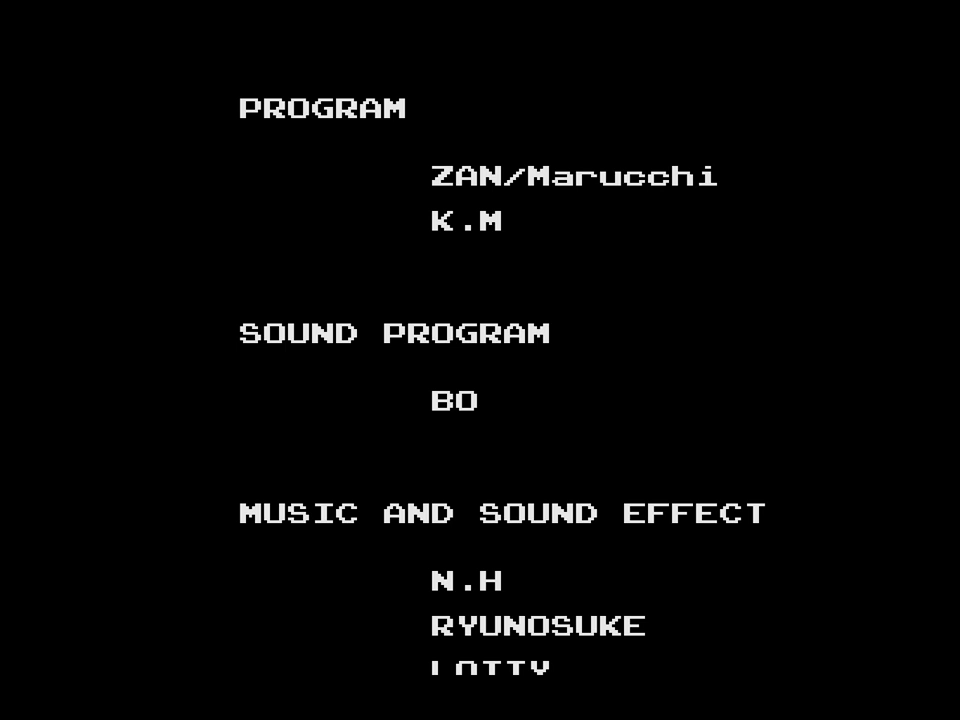 PROGRAM
ZAN/Marucchi
K.M
SOUND PROGRAM
BO
MUSIC AND SOUND EFFECT
N.H
RYUNOSUKE